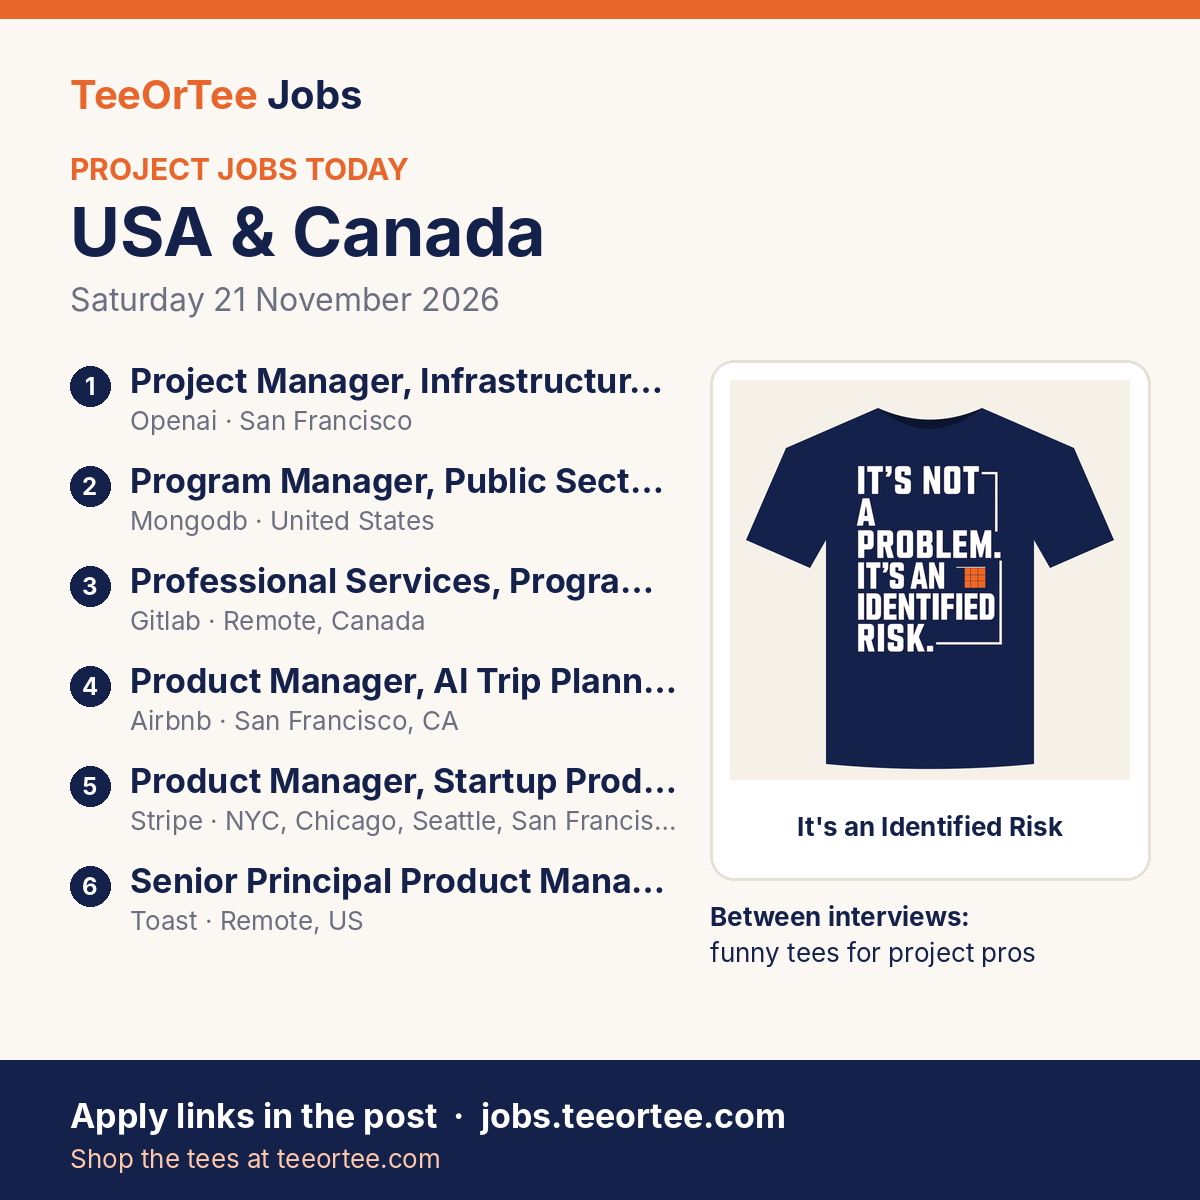 TeeOrTee Jobs
PROJECT JOBS TODAY
USA & Canada
Saturday 21 November 2026
1 Project Manager, Infrastructur...
Openai · San Francisco
2 Program Manager, Public Sect...
Mongodb · United States
3 Professional Services, Progra...
Gitlab · Remote, Canada
4 Product Manager, AI Trip Plann...
Airbnb · San Francisco, CA
5 Product Manager, Startup Prod...
Stripe · NYC, Chicago, Seattle, San Francis...
6 Senior Principal Product Mana...
Toast · Remote, US
IT'S NOT
A
PROBLEM.
IT'S AN
IDENTIFIED
RISK.
It's an Identified Risk
Between interviews:
funny tees for project pros
Apply links in the post · jobs.teeortee.com
Shop the tees at teeortee.com